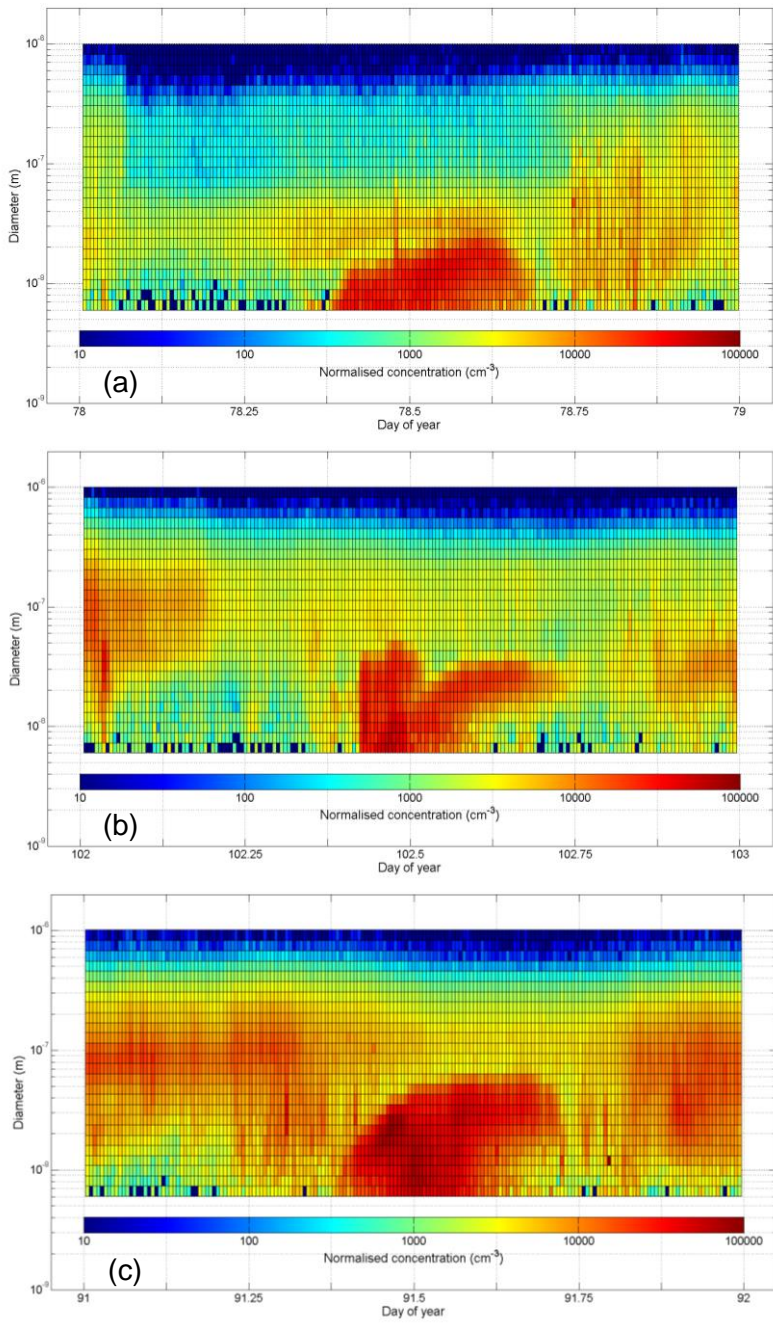 10-6
10-7
Diameter (m)
10-8
10 100 1000 10000 100000
Normalised concentration (cm-3)
(a)
10-9
78 78.25 78.5 78.75 79
Day of year
10-6
10-7
Diameter (m)
10-8
10 100 1000 10000 100000
Normalised concentration (cm-3)
(b)
10-9
102 102.25 102.5 102.75 103
Day of year
10-6
10-7
Diameter (m)
10-8
10 100 1000 10000 100000
Normalised concentration (cm-3)
(c)
10-9
91 91.25 91.5 91.75 92
Day of year